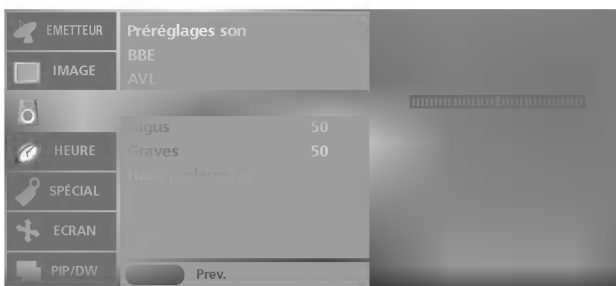 EMETTEUR
IMAGE
HEURE
SPÉCIAL
ECRAN
PIP/DW
Préréglages son
BBE
AVL
Aigus 50
Graves 50
Prev.